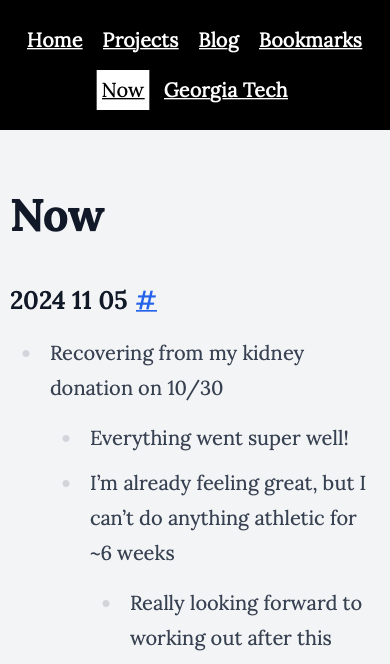 Home Projects Blog Bookmarks
Now Georgia Tech
Now
2024 11 05 #
Recovering from my kidney
donation on 10/30
Everything went super well!
I’m already feeling great, but I
can’t do anything athletic for
~6 weeks
Really looking forward to
working out after this